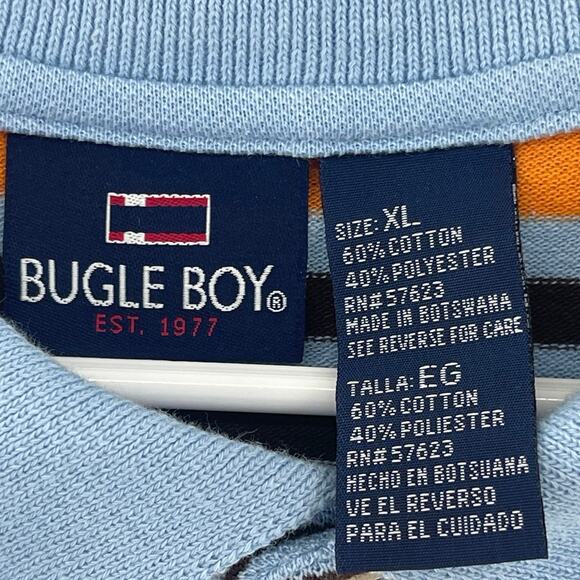 BUGLE BOY®
EST. 1977
SIZE: XL
60% COTTON
40% POLYESTER
RN# 57623
MADE IN BOTSWANA
SEE REVERSE FOR CARE
TALLA: EG
60% COTTON
40% POLIESTER
RN# 57623
HECHO EN BOTSUANA
VE EL REVERSO
PARA EL CUIDADO